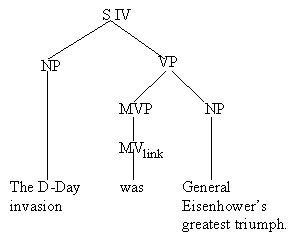 S IV
NP
VP
MVP
NP
MVlink
The D-Day
invasion
was
General
Eisenhower's
greatest triumph.